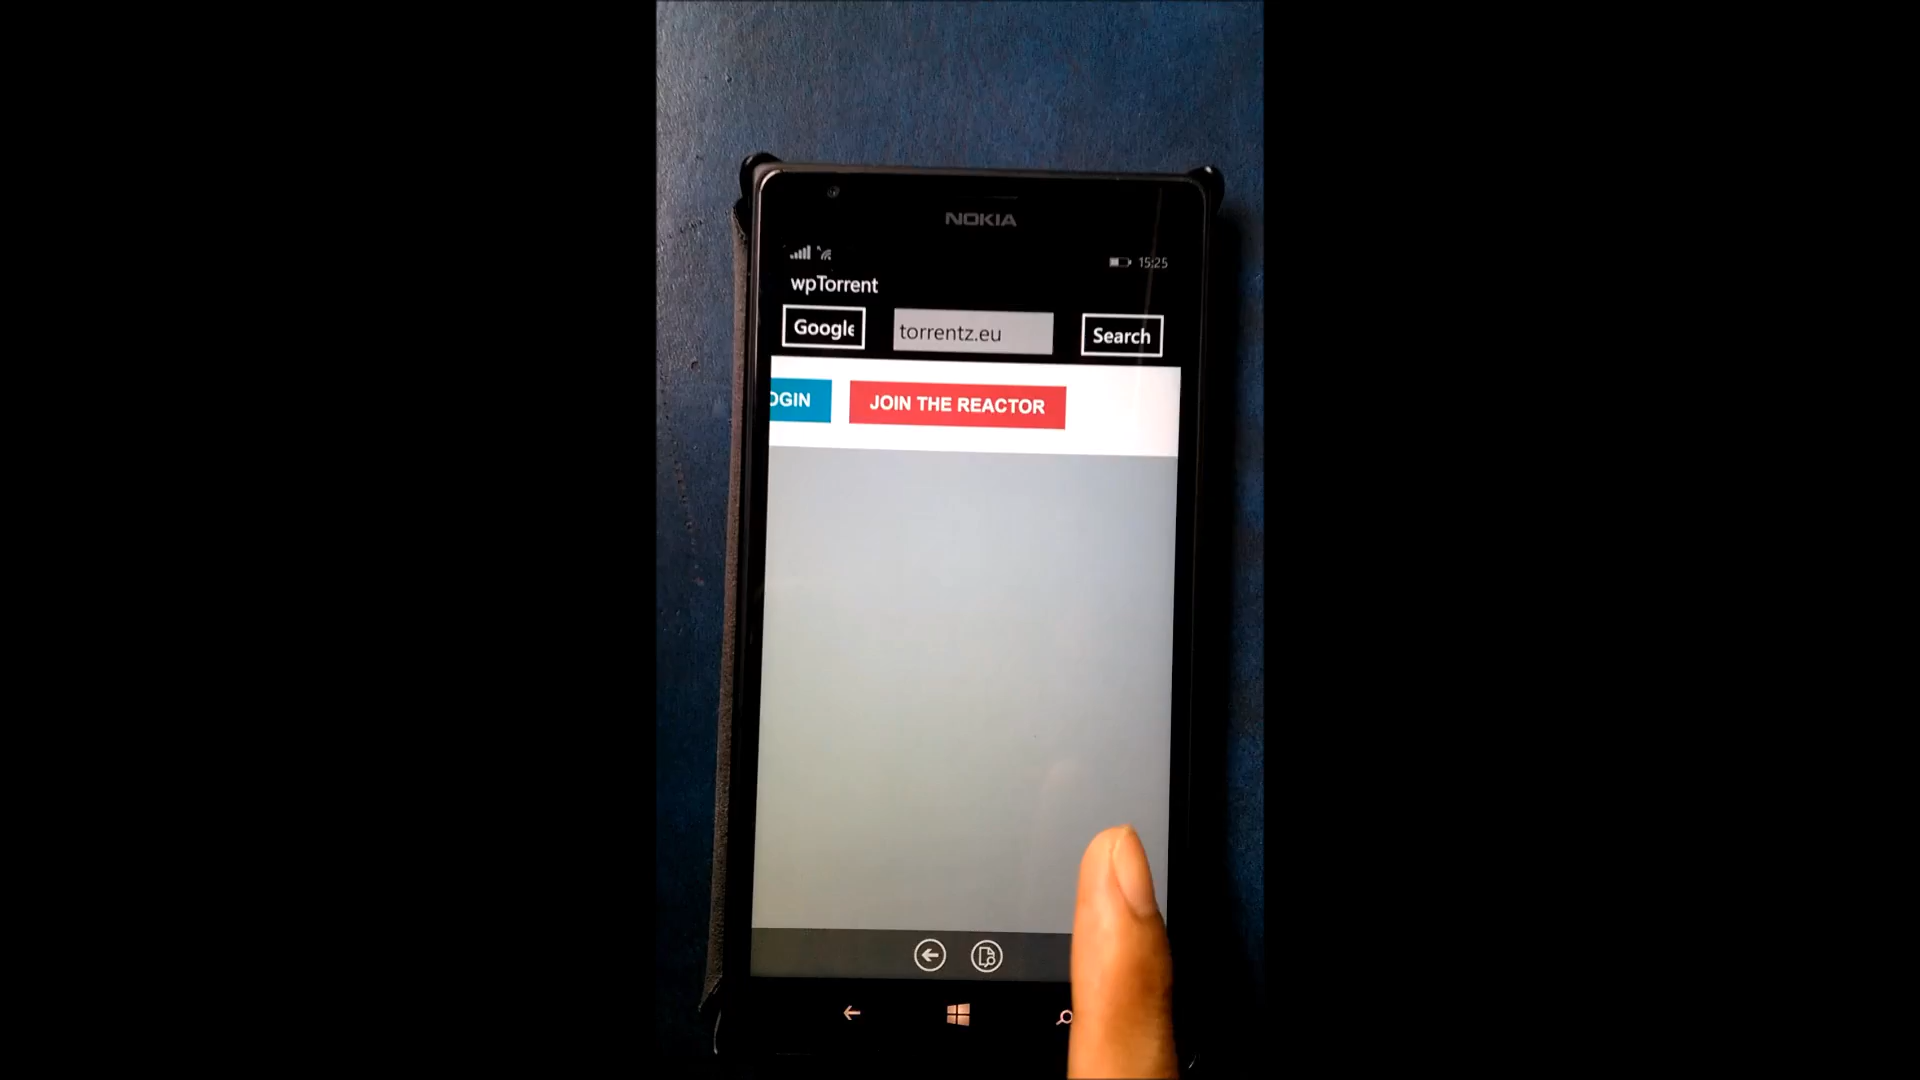 NOKIA
15:25
wpTorrent
Google torrentz.eu Search
OGIN JOIN THE REACTOR